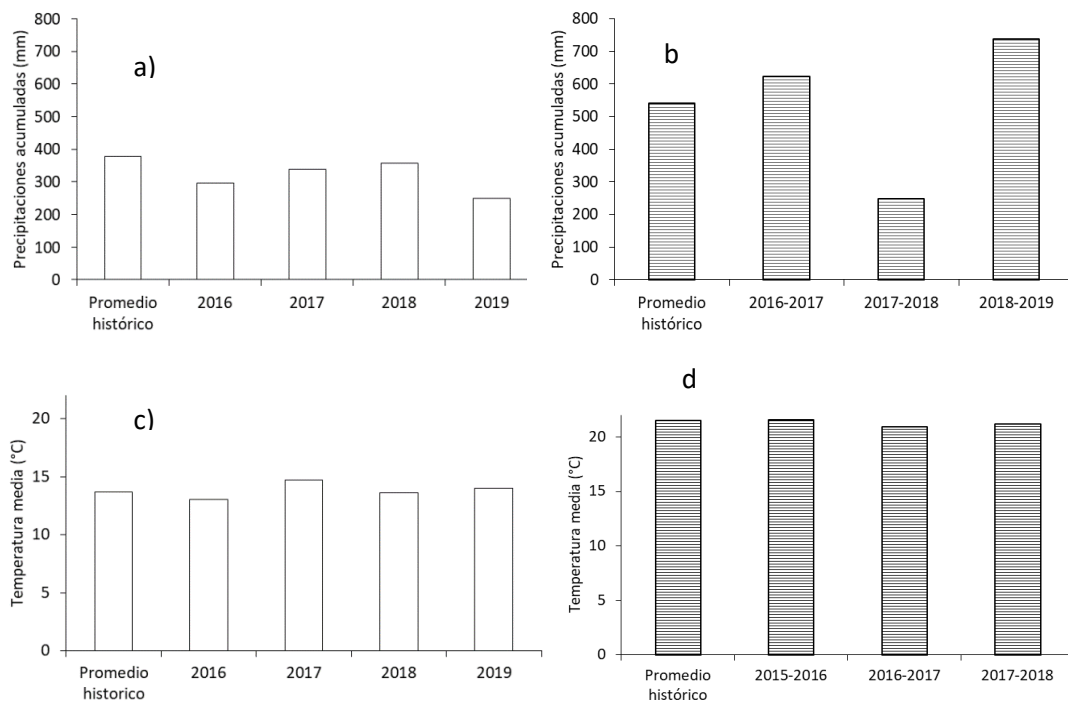 a)
Precipitaciones acumuladas (mm)
800
700
600
500
400
300
200
100
0
Promedio
histórico
2016
2017
2018
2019
b
Precipitaciones acumuladas (mm)
800
700
600
500
400
300
200
100
0
Promedio
histórico
2016-2017
2017-2018
2018-2019
c)
Temperatura media (°C)
20
15
10
5
0
Promedio
historico
2016
2017
2018
2019
d
Temperatura media (°C)
20
15
10
5
0
Promedio
histórico
2015-2016
2016-2017
2017-2018